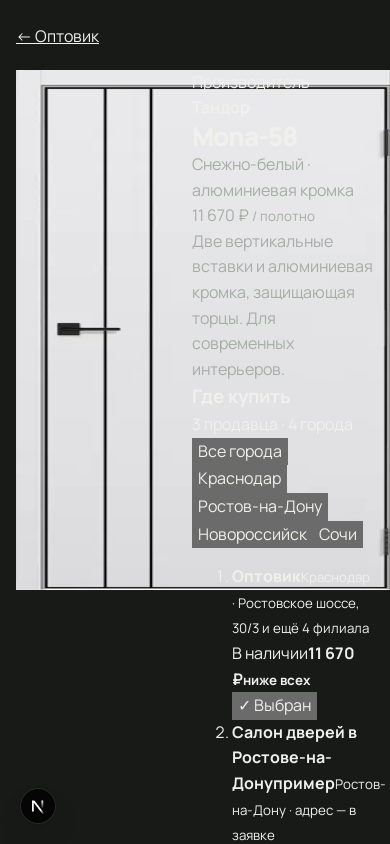 ← Оптовик
Производитель
Тандор
Mona-58
Снежно-белый ·
алюминиевая кромка
11 670 ₽ / полотно
Две вертикальные
вставки и алюминиевая
кромка, защищающая
торцы. Для
современных
интерьеров.
Где купить
3 продавца · 4 города
Все города
Краснодар
Ростов-на-Дону
Новороссийск Сочи
1. ОптовикКраснодар
· Ростовское шоссе,
30/3 и ещё 4 филиала
В наличии11 670
₽ниже всех
✓ Выбран
2. Салон дверей в
Ростове-на-
ДонупримерРостов-
на-Дону · адрес — в
заявке
N